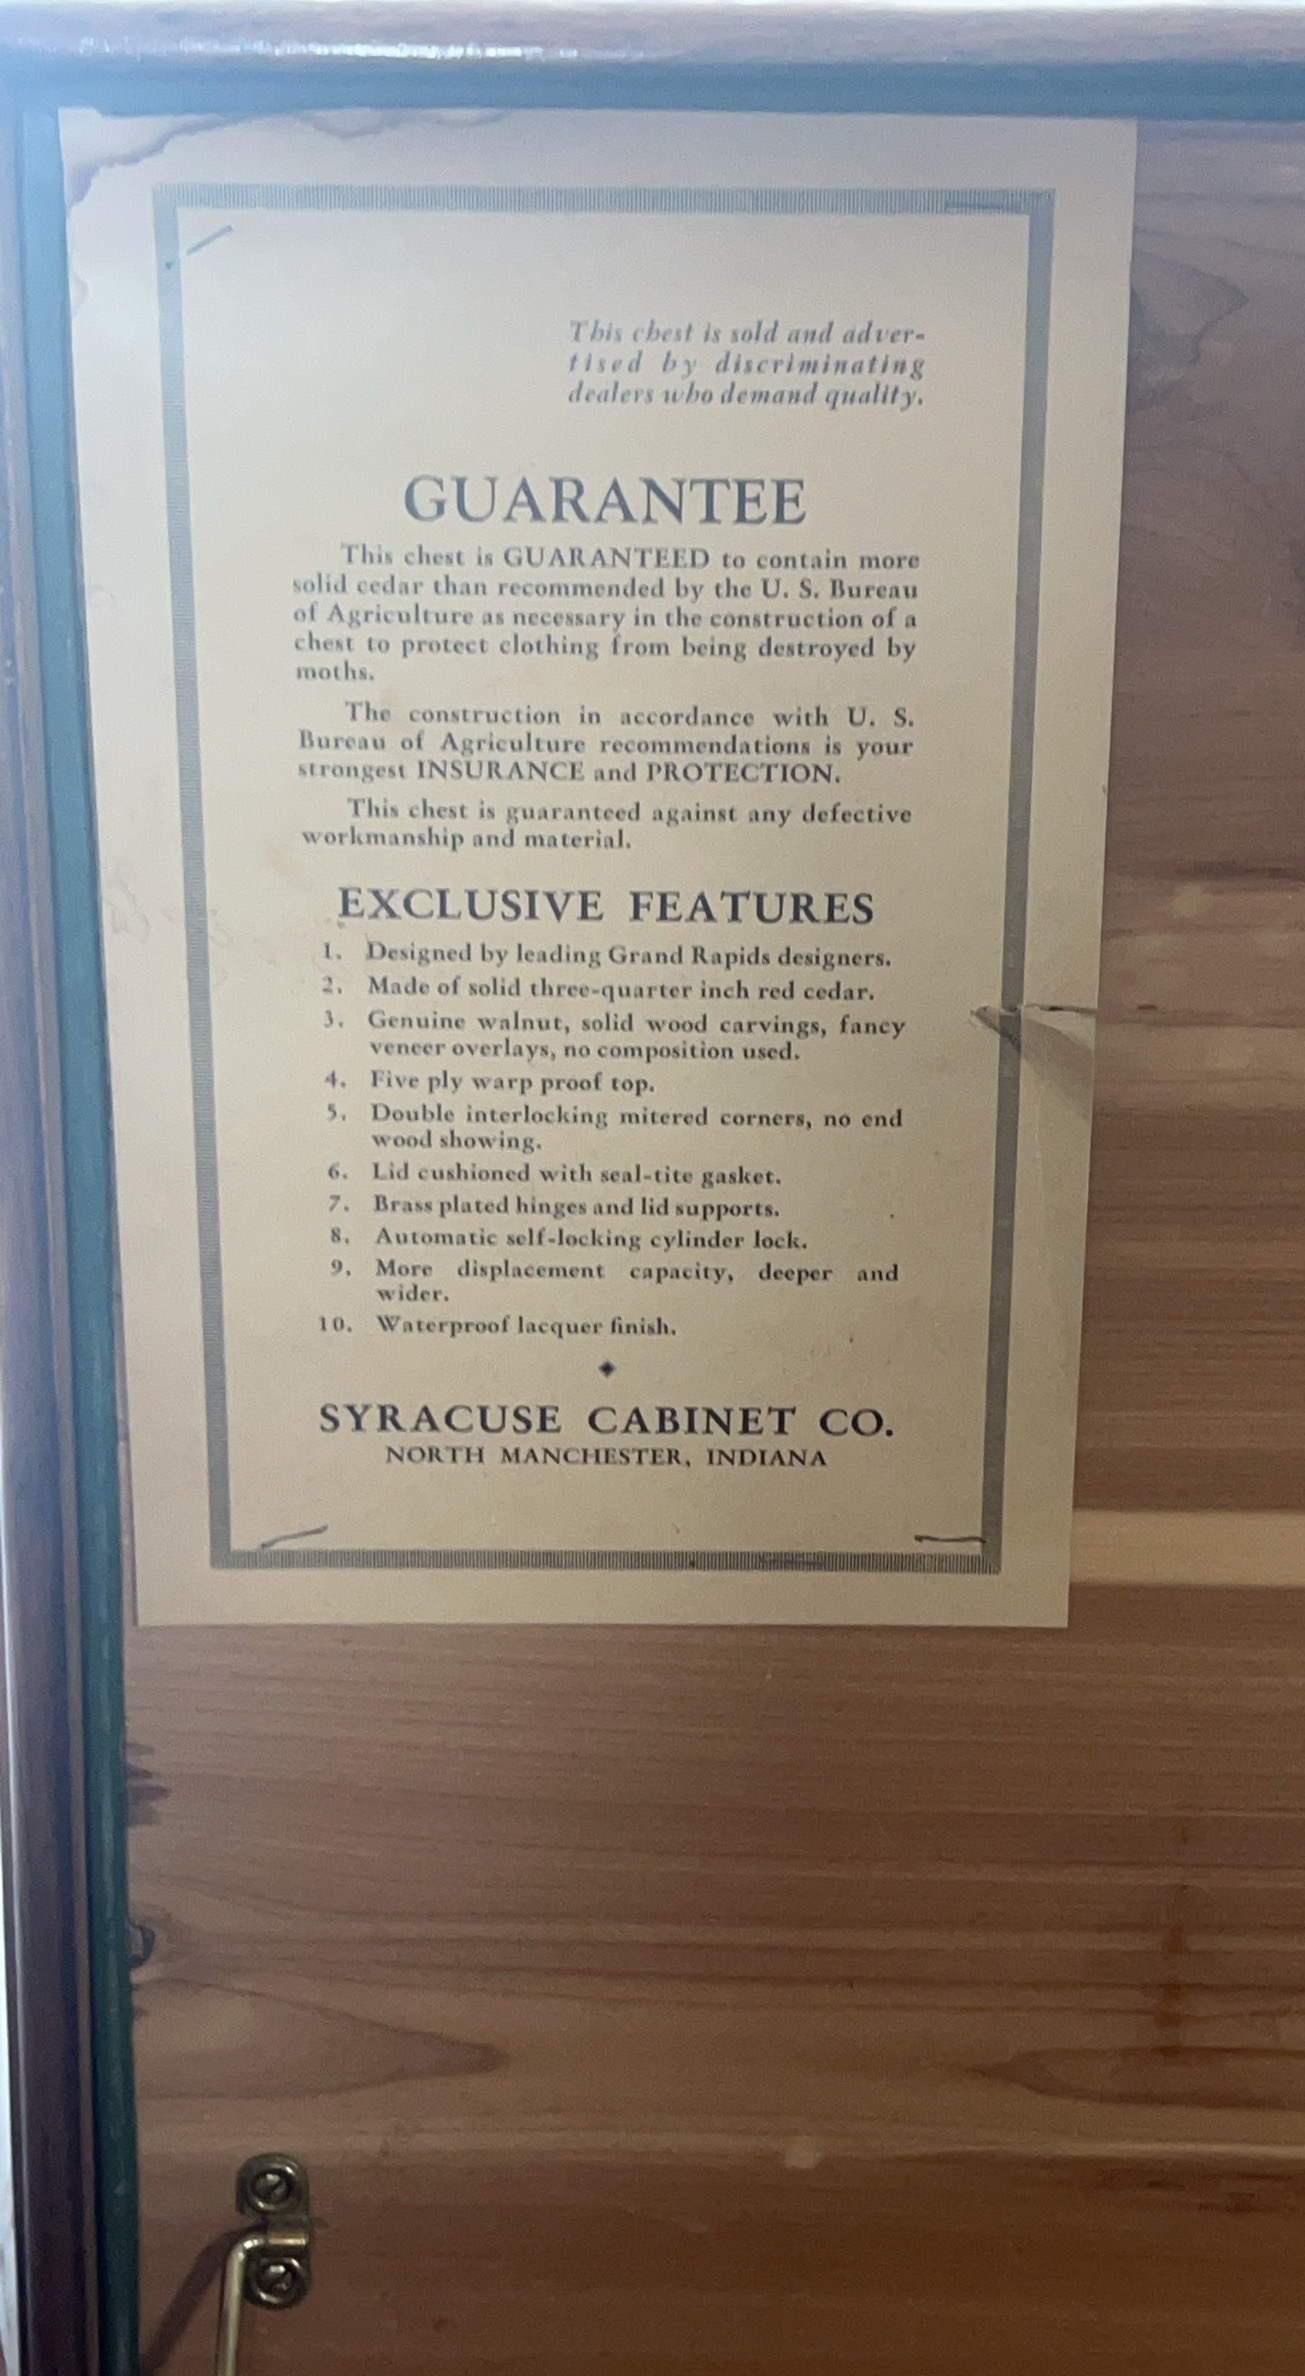 This chest is sold and adver-
tised by discriminating
dealers who demand quality.
GUARANTEE
This chest is GUARANTEED to contain more
solid cedar than recommended by the U. S. Bureau
of Agriculture as necessary in the construction of a
chest to protect clothing from being destroyed by
moths.
The construction in accordance with U. S.
Bureau of Agriculture recommendations is your
strongest INSURANCE and PROTECTION.
This chest is guaranteed against any defective
workmanship and material.
EXCLUSIVE FEATURES
1. Designed by leading Grand Rapids designers.
2. Made of solid three-quarter inch red cedar.
3. Genuine walnut, solid wood carvings, fancy
veneer overlays, no composition used.
4. Five ply warp proof top.
5. Double interlocking mitered corners, no end
wood showing.
6. Lid cushioned with seal-tite gasket.
7. Brass plated hinges and lid supports.
8. Automatic self-locking cylinder lock.
9. More displacement capacity, deeper and
wider.
10. Waterproof lacquer finish.
SYRACUSE CABINET CO.
NORTH MANCHESTER, INDIANA